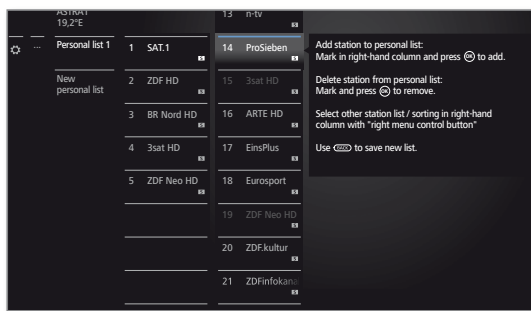 ASTRA1
19,2°E
...
Personal list 1
New
personal list
1 SAT.1
2 ZDF HD
3 BR Nord HD
4 3sat HD
5 ZDF Neo HD
13 n-tv
14 ProSieben
15 3sat HD
16 ARTE HD
17 EinsPlus
18 Eurosport
19 ZDF Neo HD
20 ZDF.kultur
21 ZDFinfokana
Add station to personal list:
Mark in right-hand column and press OK to add.
Delete station from personal list:
Mark and press OK to remove.
Select other station list / sorting in right-hand
column with "right menu control button"
Use BACK to save new list.